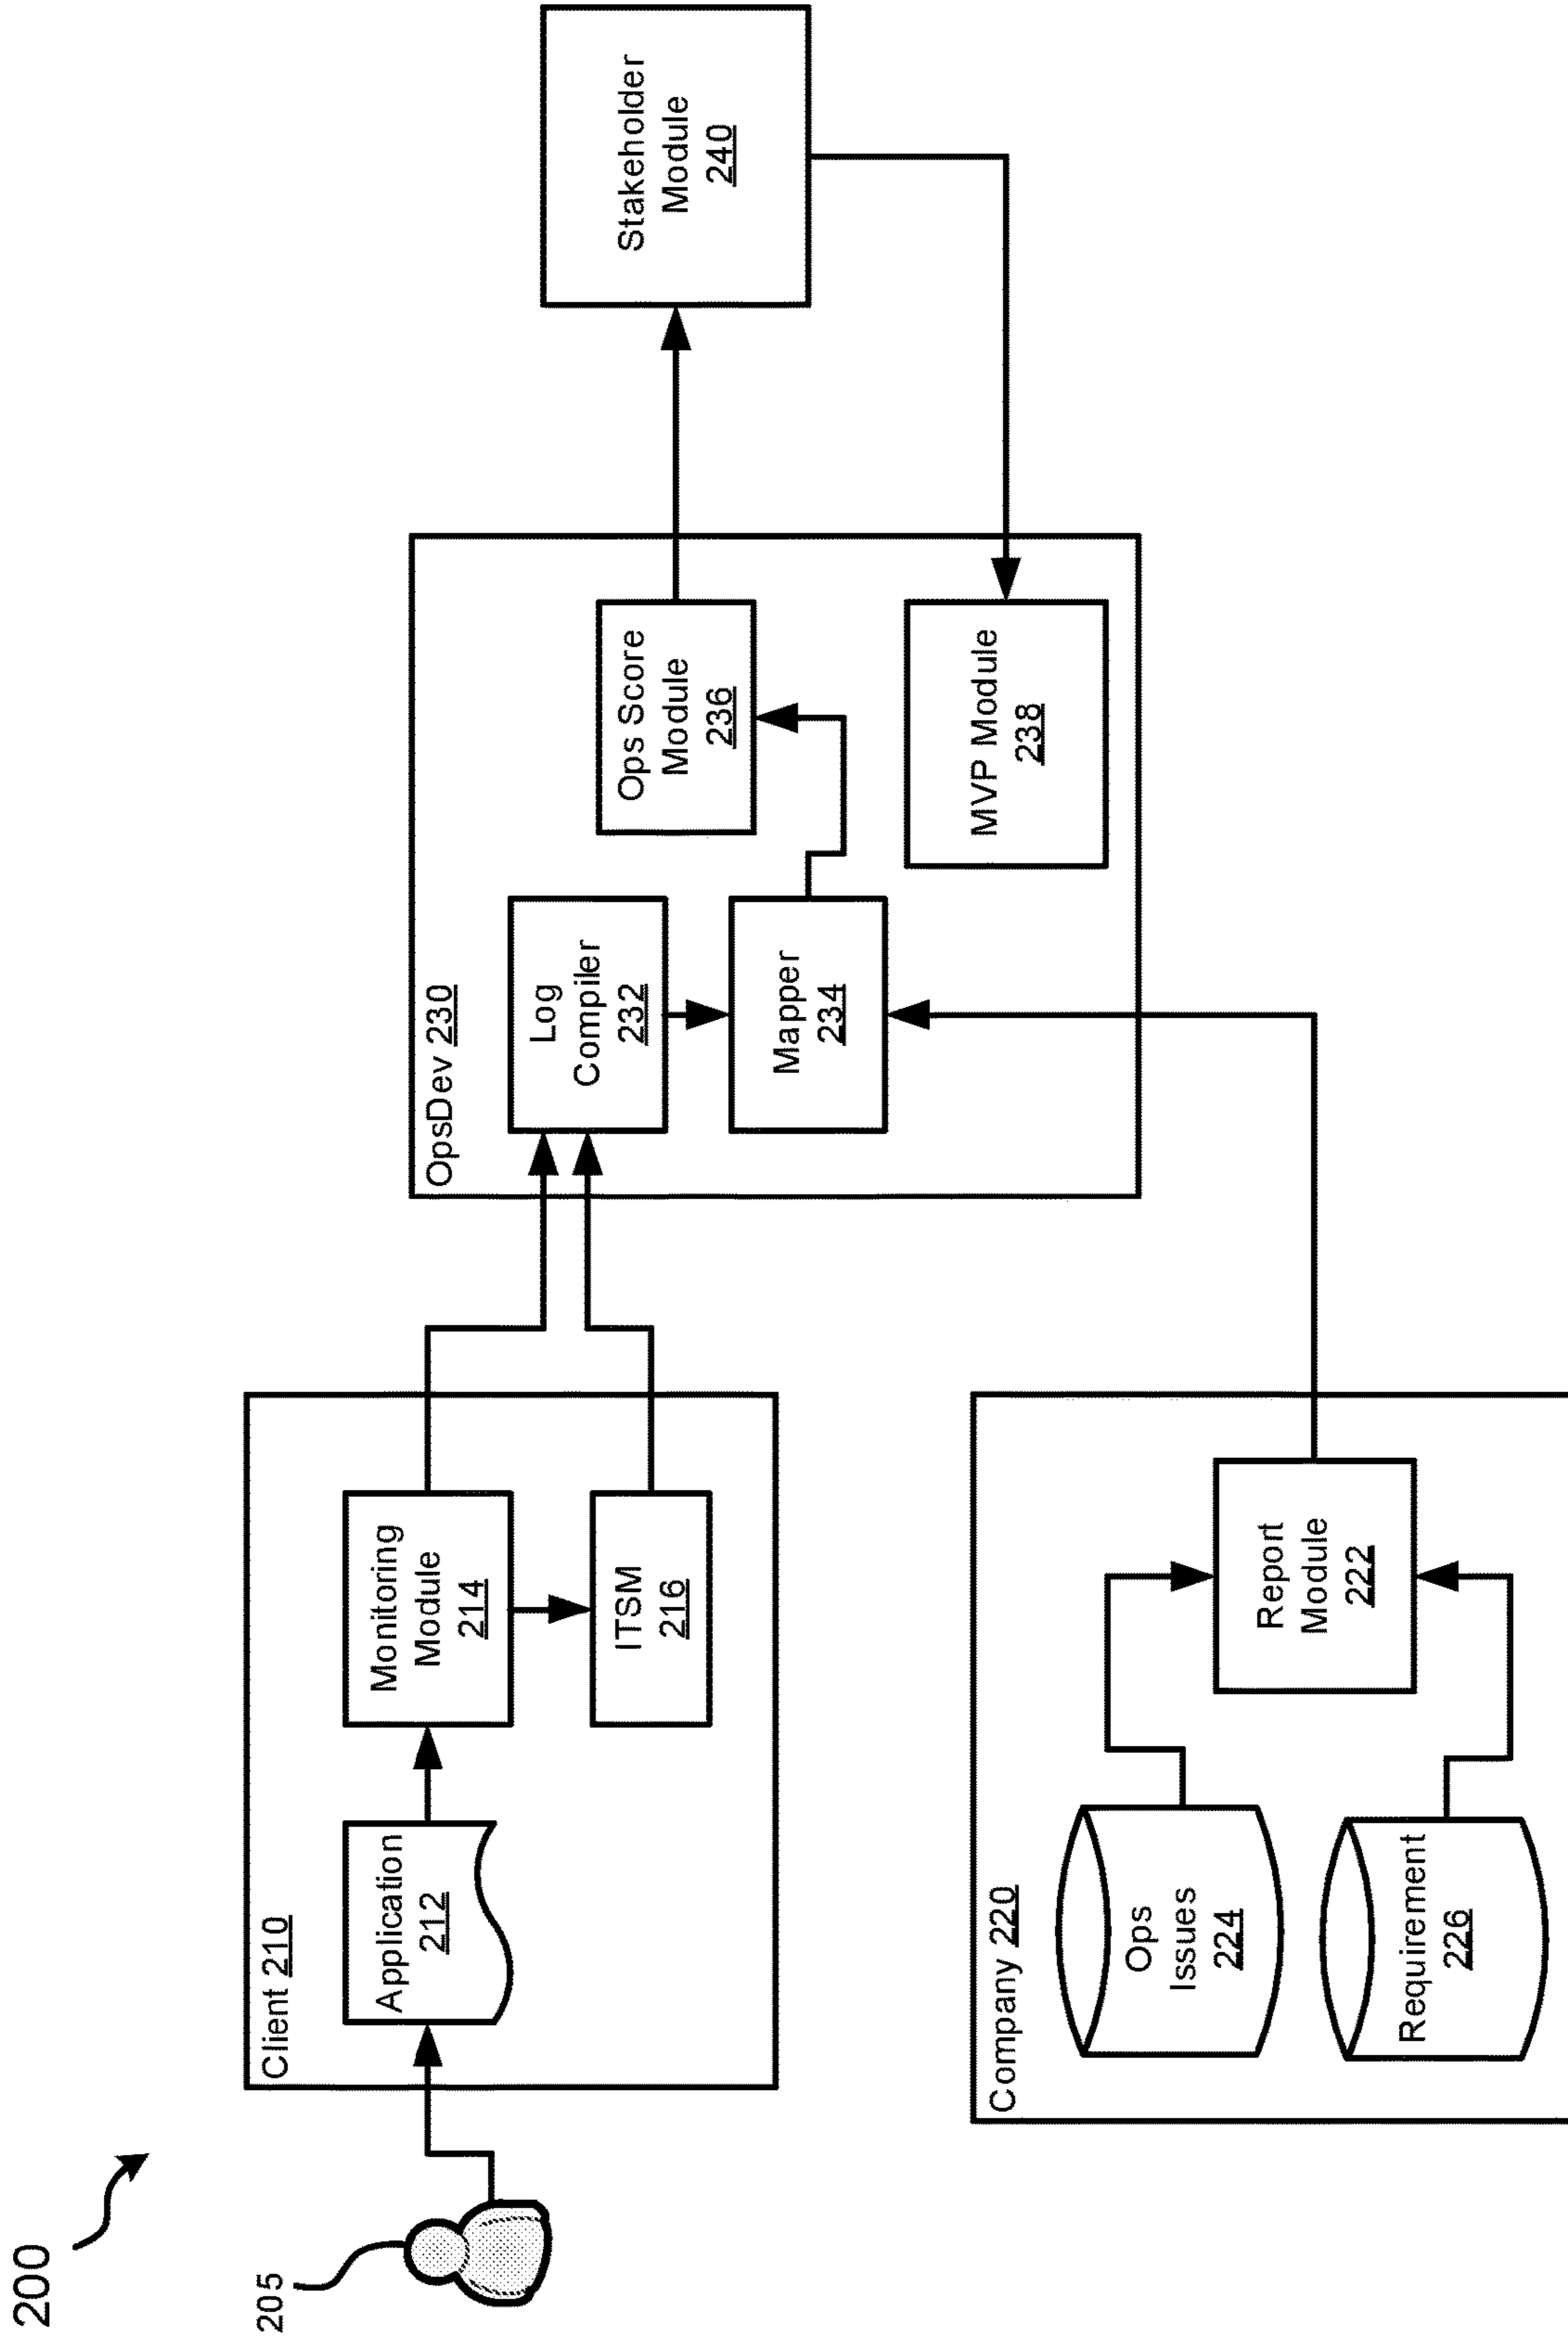 200
205
Client 210
Application
212
Monitoring
Module
214
ITSM
216
Company 220
Ops
Issues
224
Requirement
226
Report
Module
222
OpsDev 230
Log
Compiler
232
Mapper
234
Ops Score
Module
236
MVP Module
238
Stakeholder
Module
240